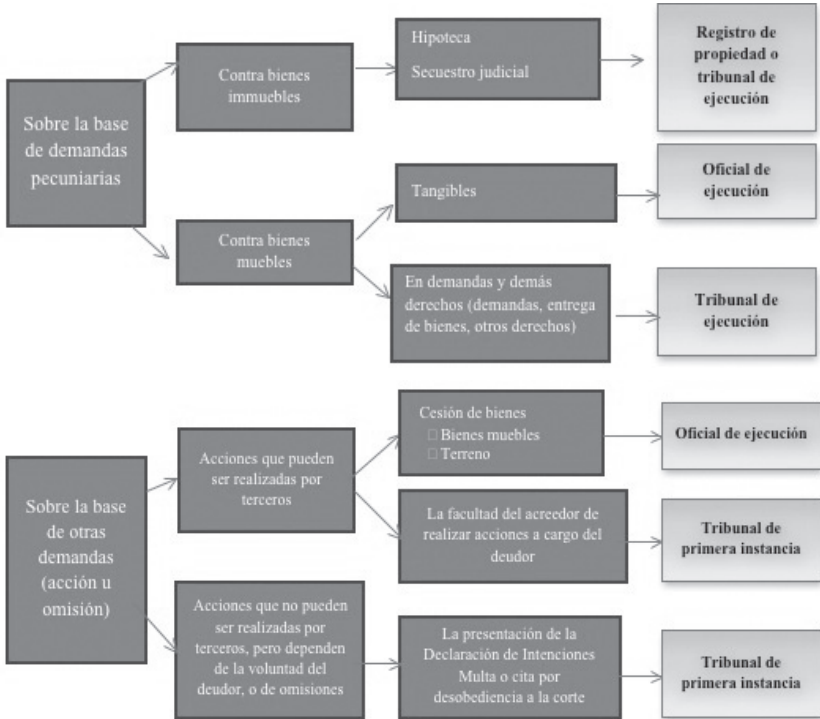 Sobre la base
de demandas
pecuniarias
Contra bienes
immuebles
Hipoteca
Secuestro judicial
Registro de
propiedad o
tribunal de
ejecución
Contra bienes
muebles
Tangibles
Oficial de
ejecución
En demandas y demás
derechos (demandas, entrega
de bienes, otros derechos)
Tribunal de
ejecución
Sobre la base
de otras
demandas
(acción u
omisión)
Acciones que pueden
ser realizadas por
terceros
Cesión de bienes
□ Bienes muebles
□ Terreno
Oficial de ejecución
La facultad del acreedor de
realizar acciones a cargo del
deudor
Tribunal de
primera instancia
Acciones que no pueden
ser realizadas por
terceros, pero dependen
de la voluntad del
deudor, o de omisiones
La presentación de la
Declaración de Intenciones
Multa o cita por
desobediencia a la corte
Tribunal de
primera instancia